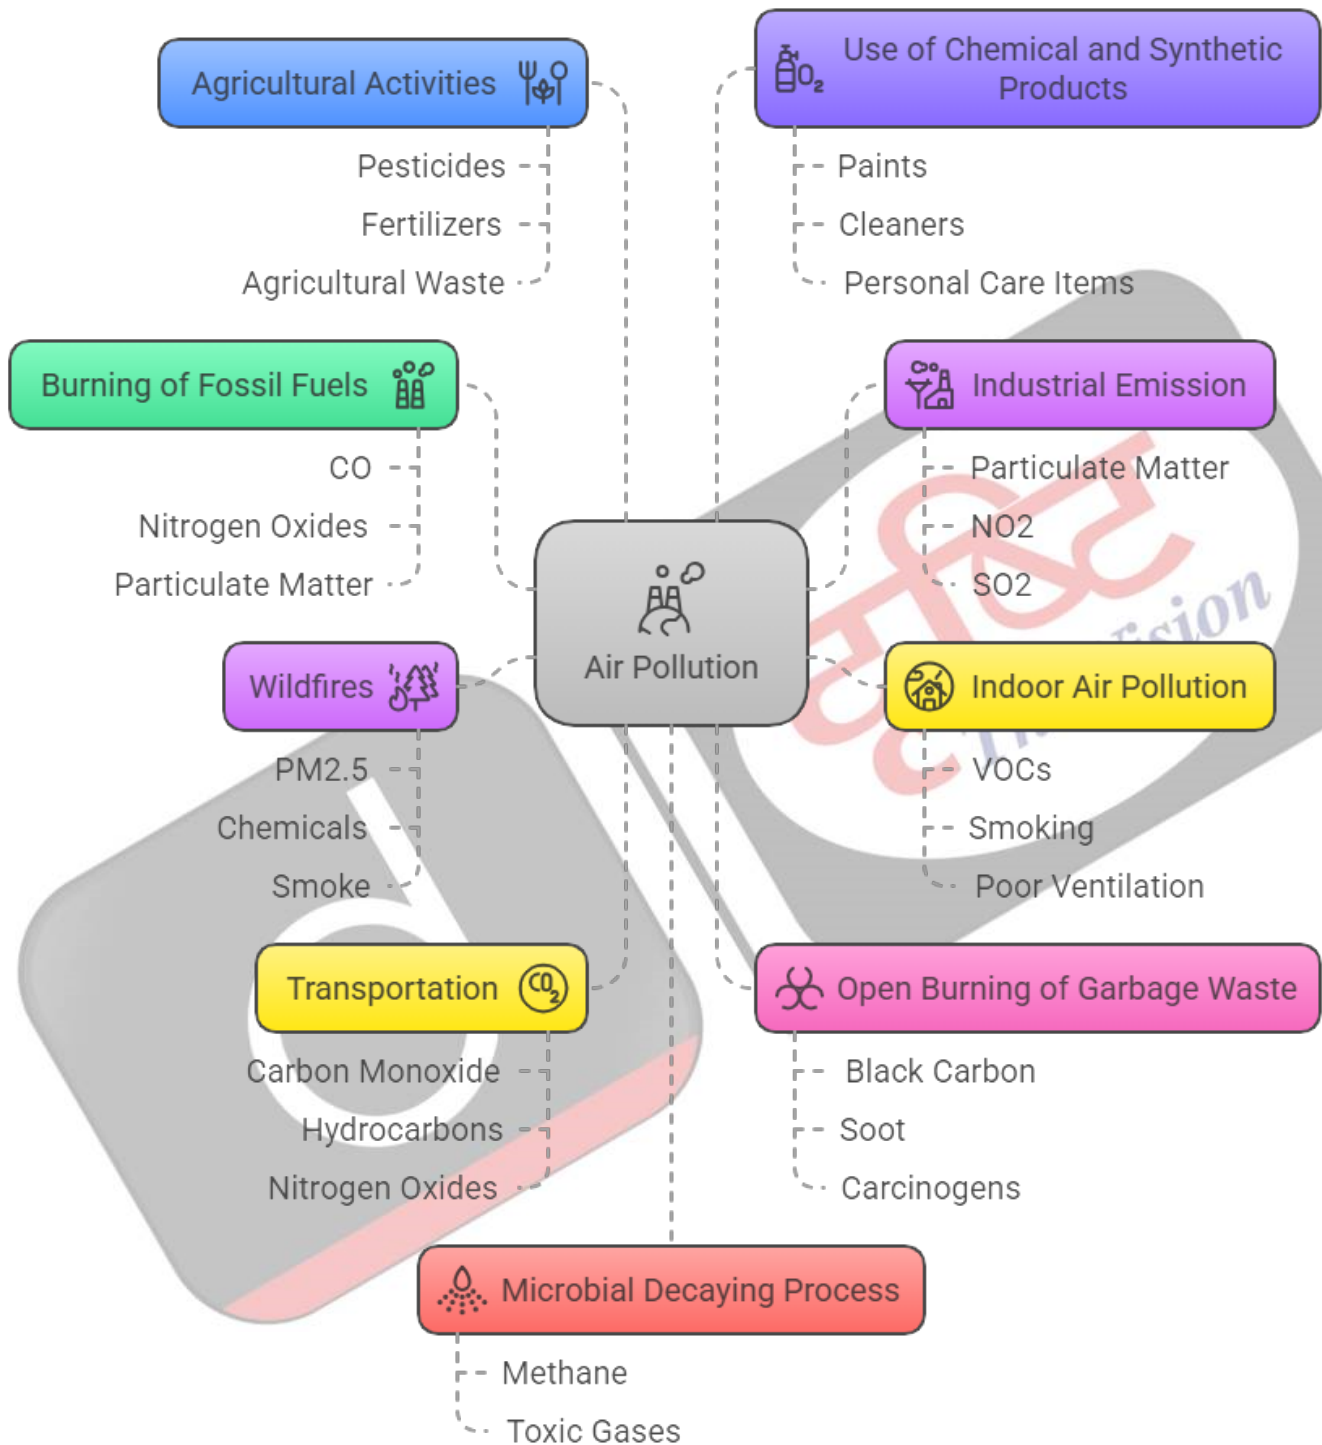 Agricultural Activities
Pesticides
Fertilizers
Agricultural Waste
Use of Chemical and Synthetic
Products
O2
Paints
Cleaners
Personal Care Items
Burning of Fossil Fuels
CO
Nitrogen Oxides
Particulate Matter
Industrial Emission
Particulate Matter
NO2
SO2
Air Pollution
Wildfires
PM2.5
Chemicals
Smoke
Indoor Air Pollution
VOCs
Smoking
Poor Ventilation
Transportation
CO2
Carbon Monoxide
Hydrocarbons
Nitrogen Oxides
Open Burning of Garbage Waste
Black Carbon
Soot
Carcinogens
Microbial Decaying Process
Methane
Toxic Gases
दृष्टि
d